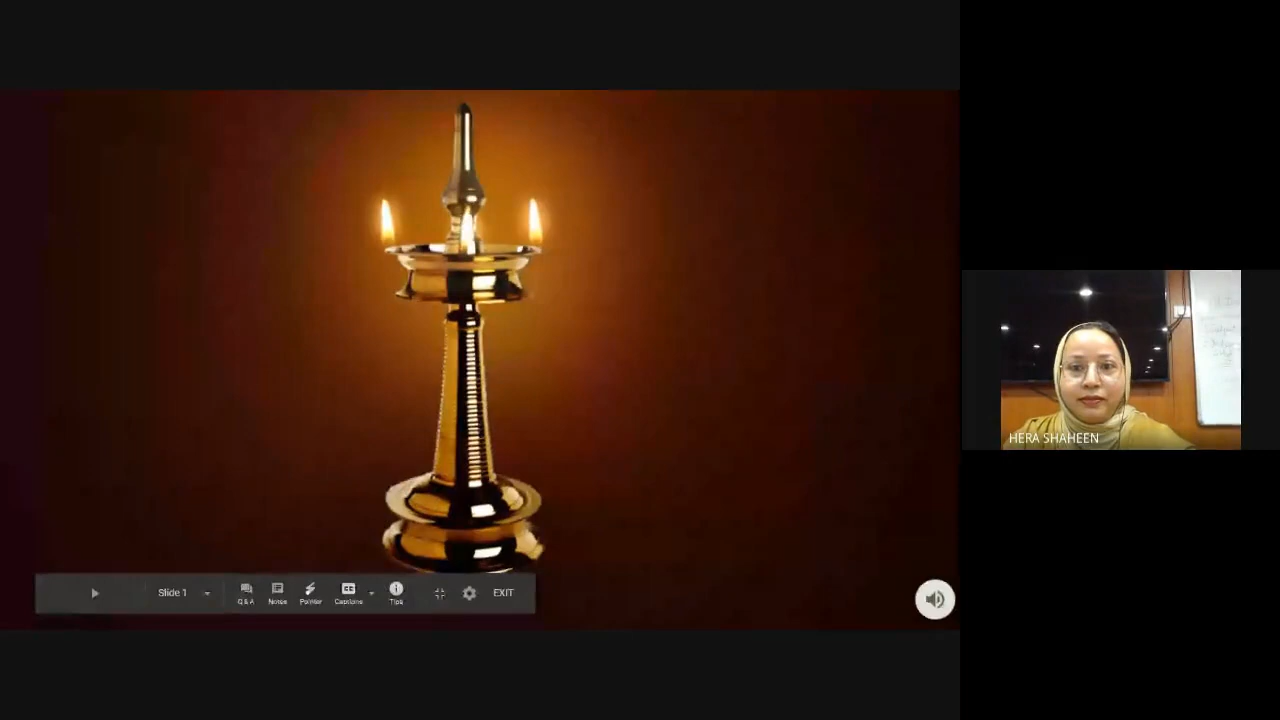 Slide 1
Q & A
Notes
Pointer
Captions
Tips
EXIT
HERA SHAHEEN